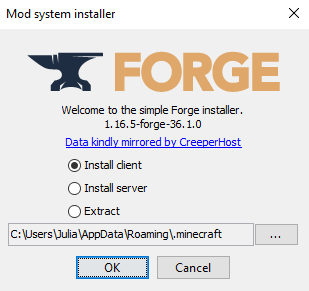 Mod system installer
FORGE
Welcome to the simple Forge installer.
1.16.5-forge-36.1.0
Data kindly mirrored by CreeperHost
Install client
Install server
Extract
C:\Users\Julia\AppData\Roaming\.minecraft
...
OK
Cancel